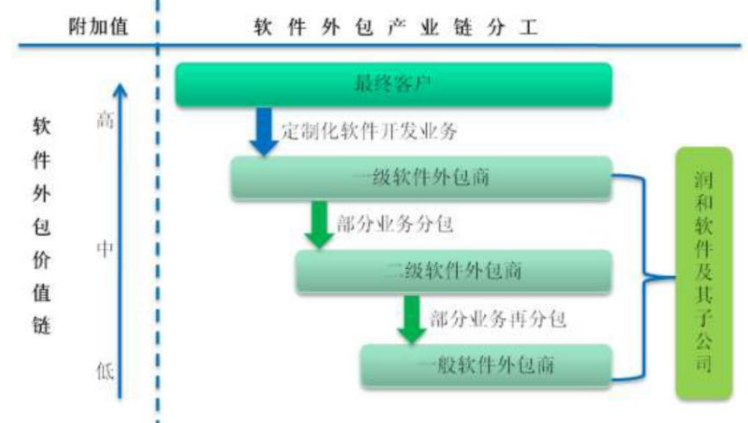 附加值
软件外包产业链分工
软件外包价值链
高
中
低
最终客户
定制化软件开发业务
一级软件外包商
部分业务分包
二级软件外包商
部分业务再分包
一般软件外包商
润和软件及其子公司